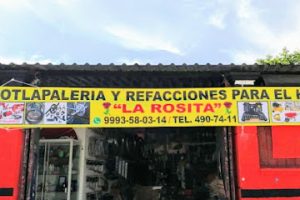 OTLAPALERIA Y REFACCIONES PARA EL H
"LA ROSITA"
9993-58-03-14 / TEL. 490-74-11